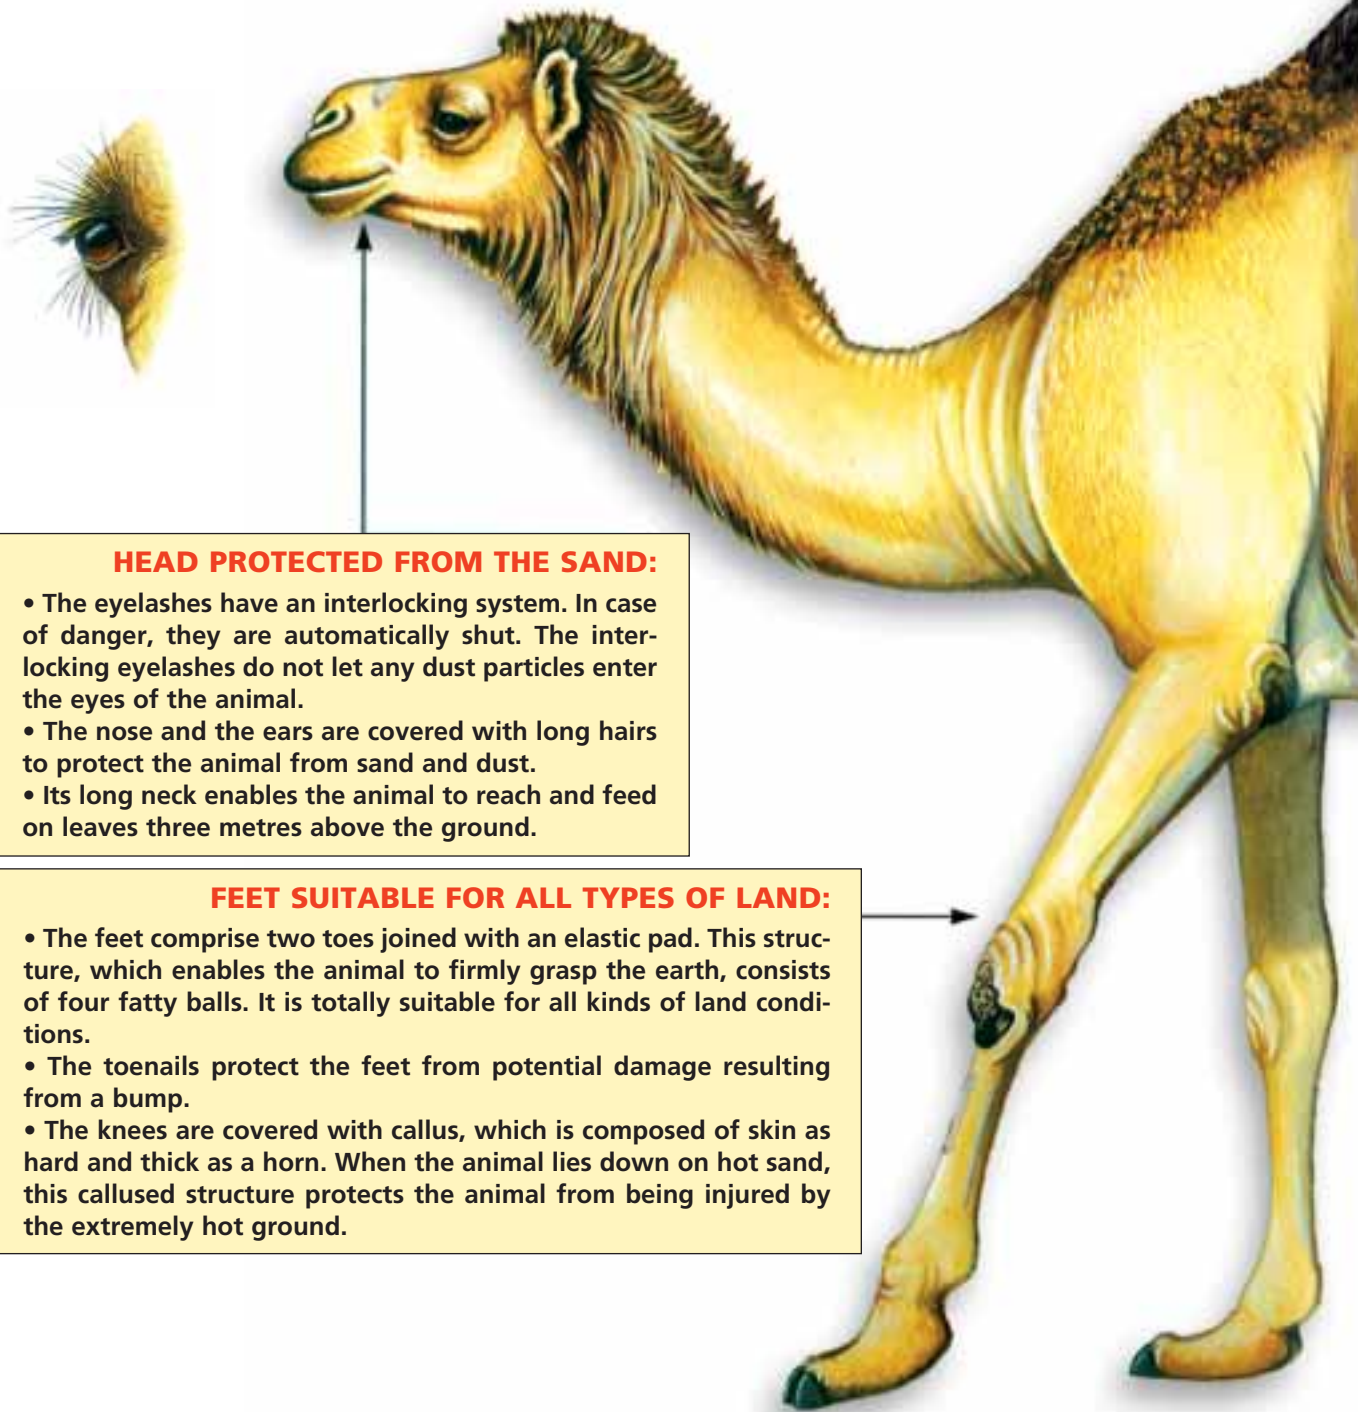 HEAD PROTECTED FROM THE SAND:
• The eyelashes have an interlocking system. In case
of danger, they are automatically shut. The inter-
locking eyelashes do not let any dust particles enter
the eyes of the animal.
• The nose and the ears are covered with long hairs
to protect the animal from sand and dust.
• Its long neck enables the animal to reach and feed
on leaves three metres above the ground.
FEET SUITABLE FOR ALL TYPES OF LAND:
• The feet comprise two toes joined with an elastic pad. This struc-
ture, which enables the animal to firmly grasp the earth, consists
of four fatty balls. It is totally suitable for all kinds of land condi-
tions.
• The toenails protect the feet from potential damage resulting
from a bump.
• The knees are covered with callus, which is composed of skin as
hard and thick as a horn. When the animal lies down on hot sand,
this callused structure protects the animal from being injured by
the extremely hot ground.